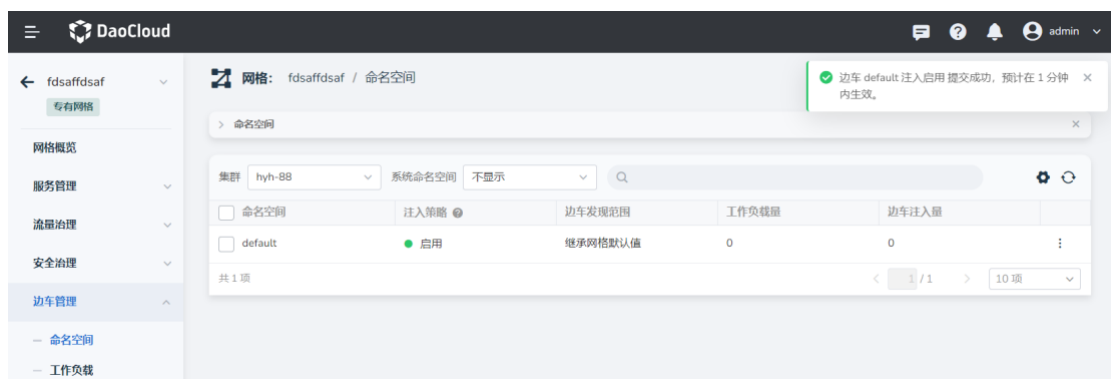 DaoCloud
admin
fdsaffdsaf
专有网格
网格： fdsaffdsaf / 命名空间
边车 default 注入启用 提交成功，预计在 1 分钟
内生效。
命名空间
网格概览
服务管理
流量治理
安全治理
边车管理
命名空间
工作负载
集群 hyh-88 系统命名空间 不显示
命名空间 注入策略 边车发现范围 工作负载量 边车注入量
default 启用 继承网格默认值 0 0
共 1 项 1 / 1 10 项